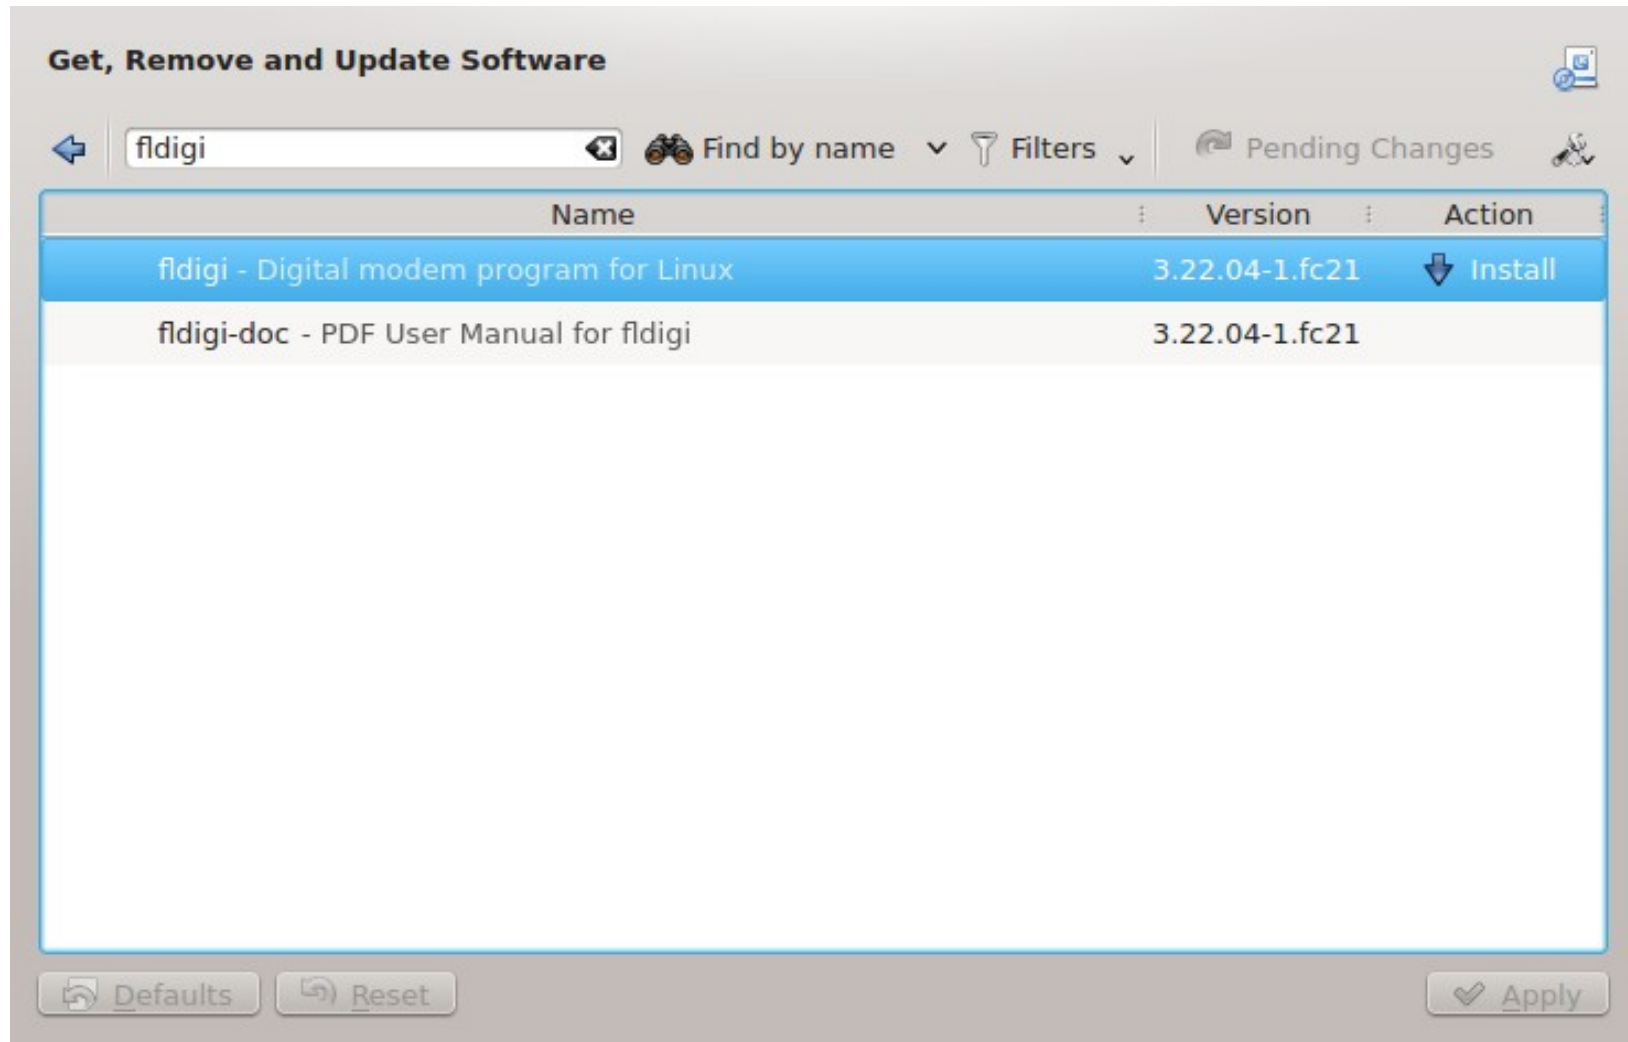 Get, Remove and Update Software
fldigi Find by name Filters Pending Changes
Name Version Action
fldigi - Digital modem program for Linux 3.22.04-1.fc21 Install
fldigi-doc - PDF User Manual for fldigi 3.22.04-1.fc21
Defaults Reset Apply